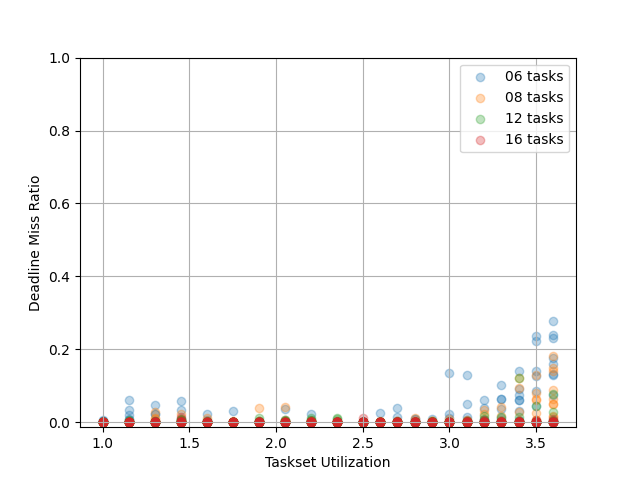 1.0
0.8
0.6
0.4
0.2
0.0
Deadline Miss Ratio
06 tasks
08 tasks
12 tasks
16 tasks
1.0 1.5 2.0 2.5 3.0 3.5
Taskset Utilization